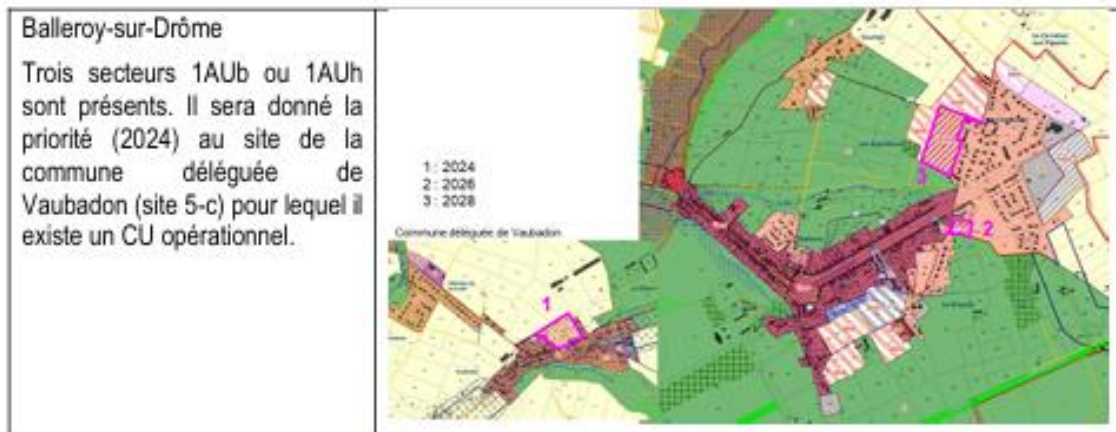 Balleroy-sur-Drôme
Trois secteurs 1AUb ou 1AUh
sont présents. Il sera donné la
priorité (2024) au site de la
commune déléguée de
Vaubadon (site 5-c) pour lequel il
existe un CU opérationnel.
1 : 2024
2 : 2026
3 : 2028
Commune déléguée de Vaubadon
1
2
3